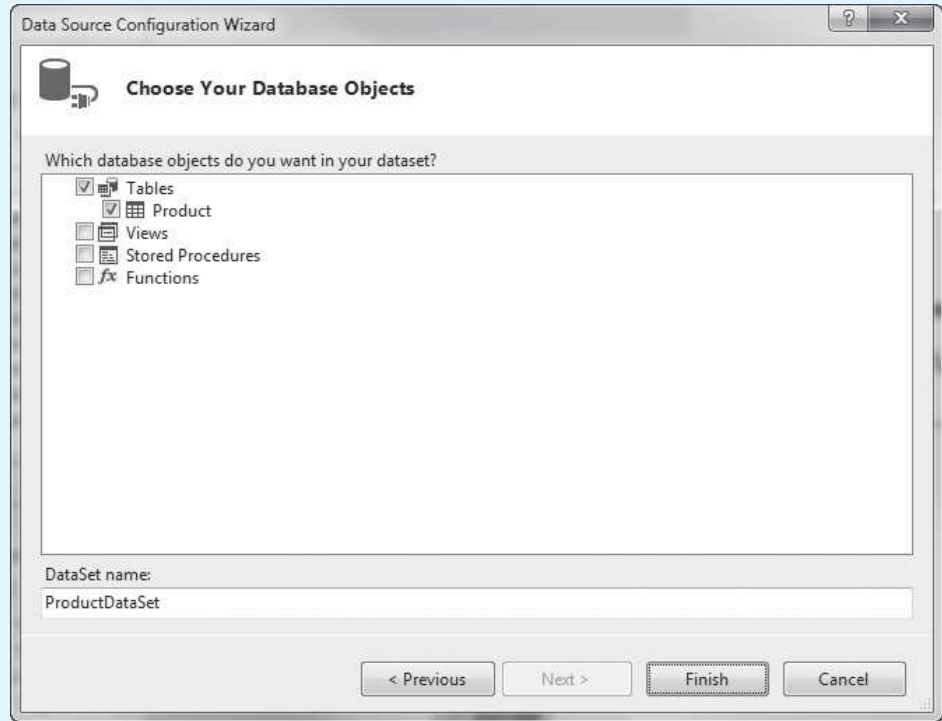 Data Source Configuration Wizard
?
X
Choose Your Database Objects
Which database objects do you want in your dataset?
Tables
Product
Views
Stored Procedures
fx Functions
DataSet name:
ProductDataSet
< Previous
Next >
Finish
Cancel